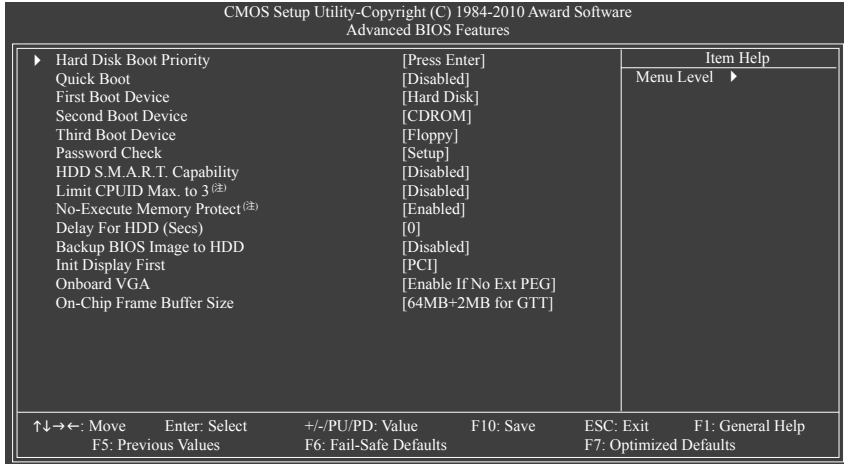 CMOS Setup Utility-Copyright (C) 1984-2010 Award Software
Advanced BIOS Features
Hard Disk Boot Priority [Press Enter]
Quick Boot [Disabled]
First Boot Device [Hard Disk]
Second Boot Device [CDROM]
Third Boot Device [Floppy]
Password Check [Setup]
HDD S.M.A.R.T. Capability [Disabled]
Limit CPUID Max. to 3 (注) [Disabled]
No-Execute Memory Protect (注) [Enabled]
Delay For HDD (Secs) [0]
Backup BIOS Image to HDD [Disabled]
Init Display First [PCI]
Onboard VGA [Enable If No Ext PEG]
On-Chip Frame Buffer Size [64MB+2MB for GTT]
Item Help
Menu Level
↑↓→←: Move Enter: Select +/-/PU/PD: Value F10: Save ESC: Exit F1: General Help
F5: Previous Values F6: Fail-Safe Defaults F7: Optimized Defaults